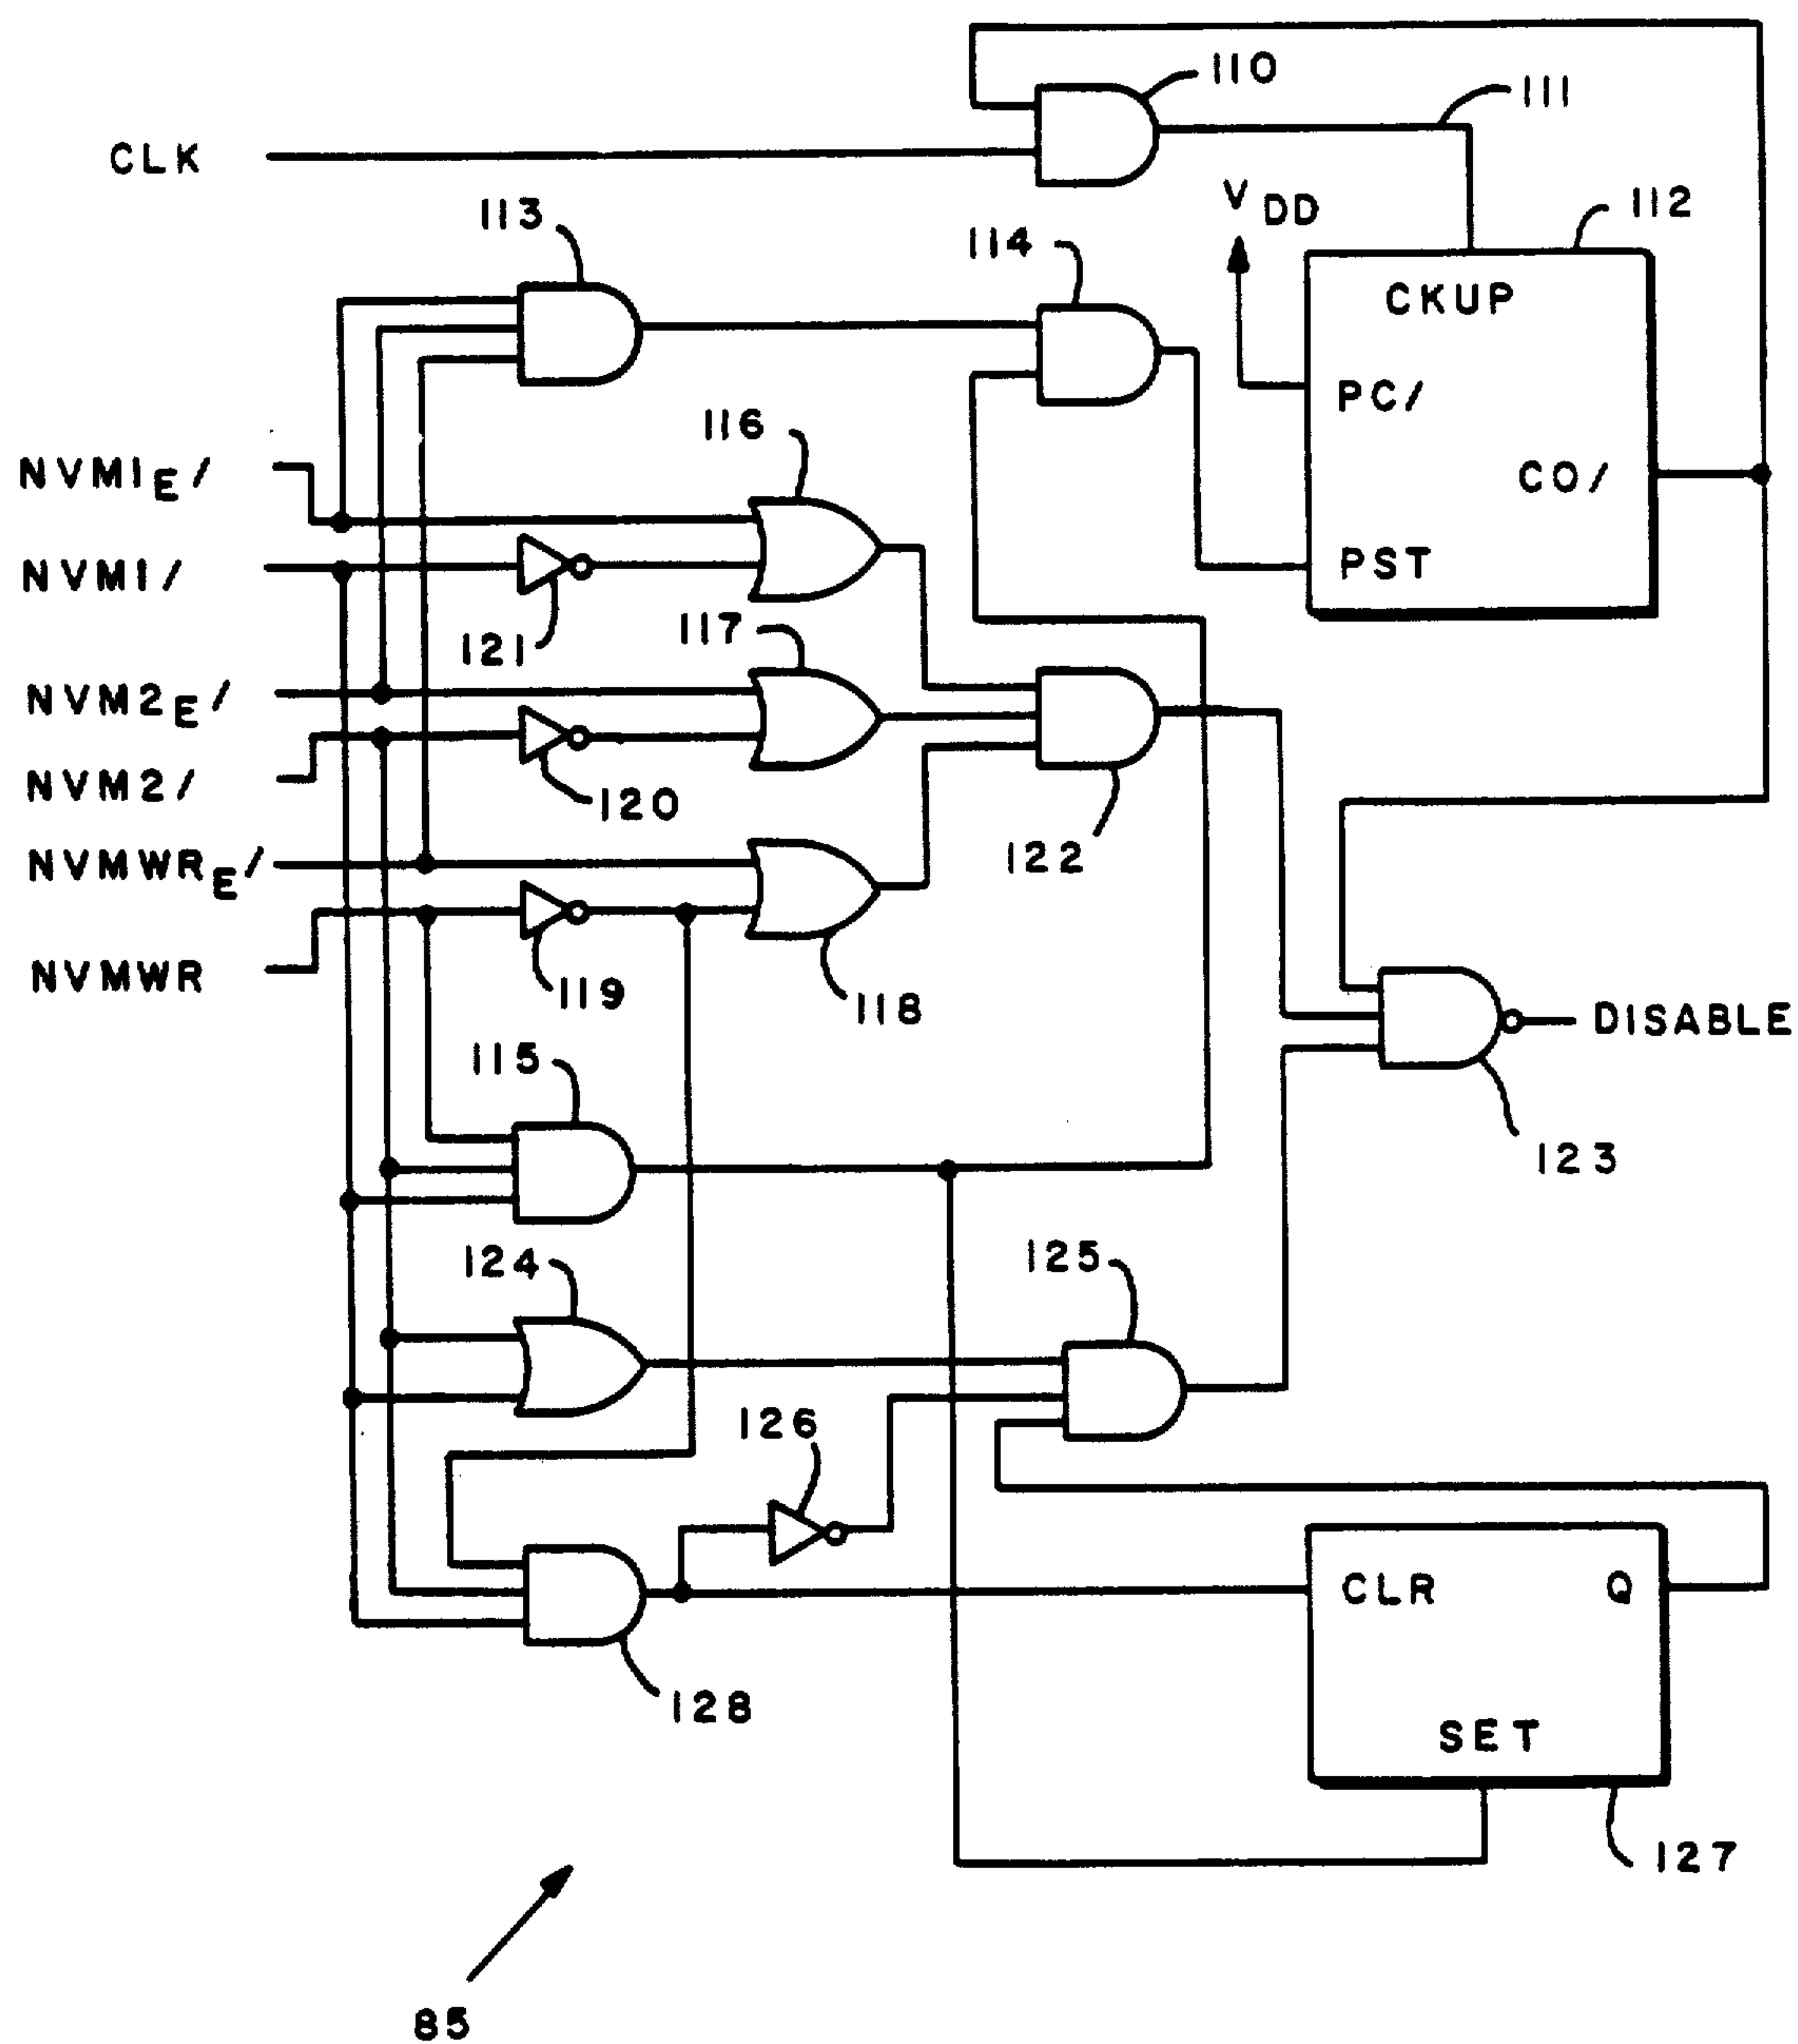 110
111
CLK
113
V DD
112
114
CKUP
PC/
116
CO/
NVM1E/
NVM1/
PST
121
117
NVM2E/
NVM2/
120
122
NVMWRE/
NVMWR
119
118
DISABLE
115
123
124
125
126
CLR
Q
128
SET
127
85